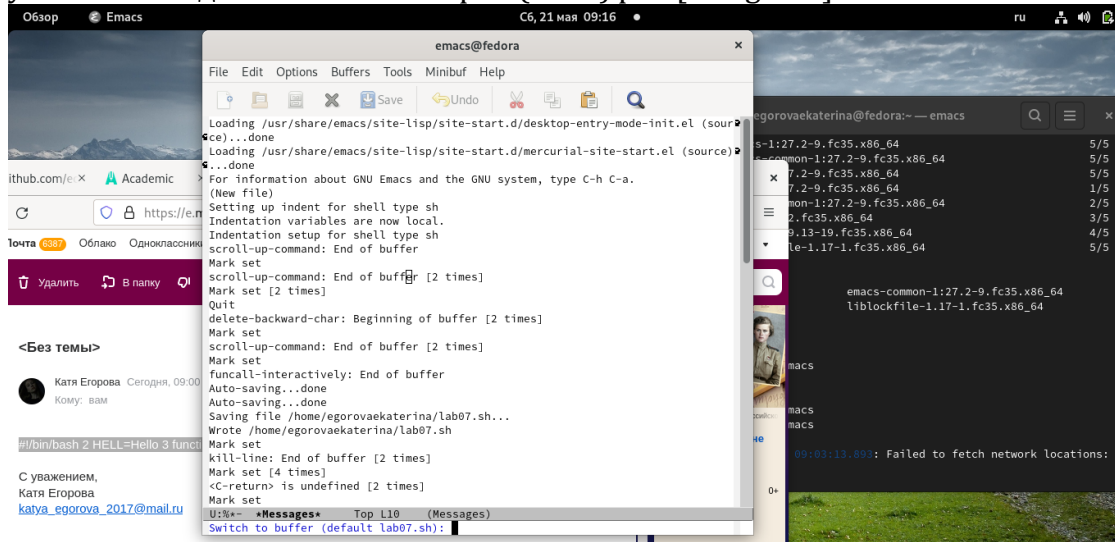 Обзор Emacs Сб, 21 мая 09:16 ru
emacs@fedora
File Edit Options Buffers Tools Minibuf Help
Save Undo
Loading /usr/share/emacs/site-lisp/site-start.d/desktop-entry-mode-init.el (sour
ce)...done
Loading /usr/share/emacs/site-lisp/site-start.d/mercurial-site-start.el (source)
...done
For information about GNU Emacs and the GNU system, type C-h C-a.
(New file)
Setting up indent for shell type sh
Indentation variables are now local.
Indentation setup for shell type sh
scroll-up-command: End of buffer
Mark set
scroll-up-command: End of buffer [2 times]
Mark set [2 times]
Quit
delete-backward-char: Beginning of buffer [2 times]
Mark set
scroll-up-command: End of buffer [2 times]
Mark set
funcall-interactively: End of buffer
Auto-saving...done
Auto-saving...done
Saving file /home/egorovaekaterina/lab07.sh...
Wrote /home/egorovaekaterina/lab07.sh
Mark set
kill-line: End of buffer [2 times]
Mark set [4 times]
<C-return> is undefined [2 times]
Mark set
U:%*- *Messages* Top L10 (Messages)
Switch to buffer (default lab07.sh):
ithub.com/e Academic
https://e.m
Почта 6387 Облако Одноклассник
Удалить В папку
<Без темы>
Катя Егорова Сегодня, 09:00
Кому: вам
#!/bin/bash 2 HELL=Hello 3 functi
С уважением,
Катя Егорова
katya_egorova_2017@mail.ru
egorovaekaterina@fedora:~ — emacs
s-1:27.2-9.fc35.x86_64 5/5
s-common-1:27.2-9.fc35.x86_64 5/5
7.2-9.fc35.x86_64 5/5
7.2-9.fc35.x86_64 1/5
mon-1:27.2-9.fc35.x86_64 2/5
2.fc35.x86_64 3/5
9.13-19.fc35.x86_64 4/5
le-1.17-1.fc35.x86_64 5/5
emacs-common-1:27.2-9.fc35.x86_64
liblockfile-1.17-1.fc35.x86_64
macs
macs
macs
09:03:13.893: Failed to fetch network locations:
не
0+